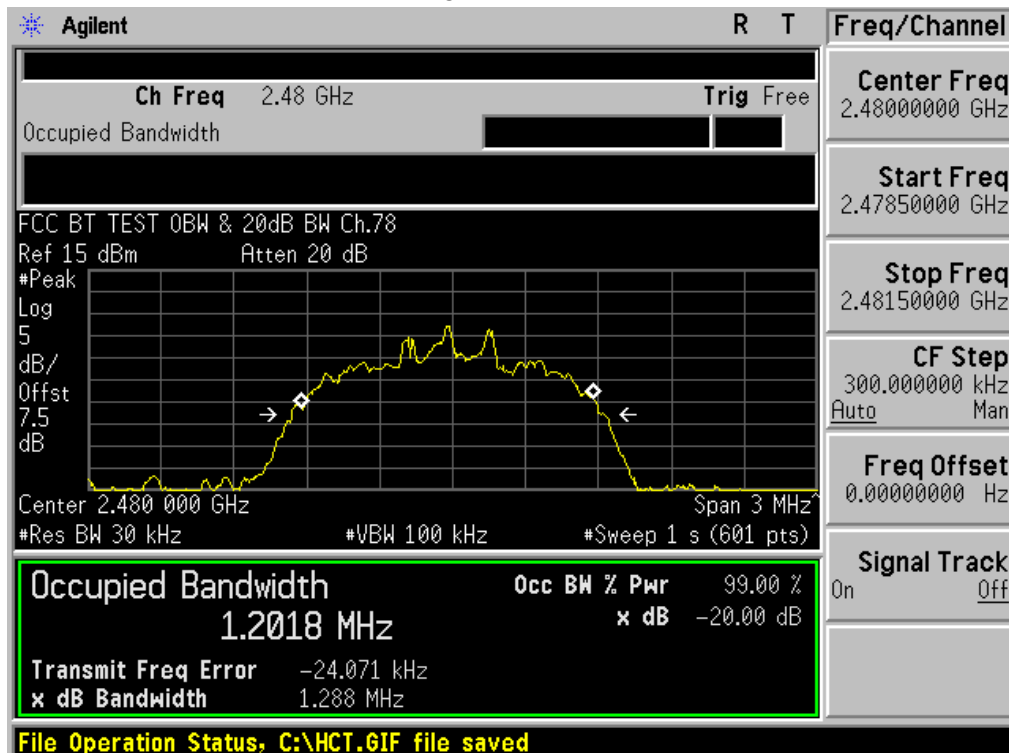 Agilent R T
Freq/Channel
Ch Freq 2.48 GHz Trig Free
Occupied Bandwidth
Center Freq
2.48000000 GHz
Start Freq
2.47850000 GHz
Stop Freq
2.48150000 GHz
CF Step
300.000000 kHz
Auto Man
Freq Offset
0.00000000 Hz
Signal Track
On Off
FCC BT TEST OBW & 20dB BW Ch.78
Ref 15 dBm Atten 20 dB
#Peak
Log
5
dB/
Offst
7.5
dB
Center 2.480 000 GHz Span 3 MHz^
#Res BW 30 kHz #VBW 100 kHz #Sweep 1 s (601 pts)
Occupied Bandwidth Occ BW % Pwr 99.00 %
1.2018 MHz x dB -20.00 dB
Transmit Freq Error -24.071 kHz
x dB Bandwidth 1.288 MHz
File Operation Status, C:\HCT.GIF file saved